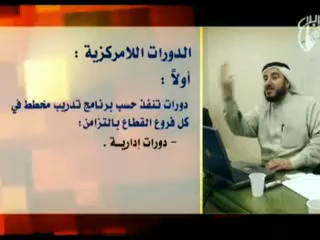 الدورات اللامركزية :
أولاً :
دورات تنفذ حسب برنامج تدريب مخطط في
كل فروع القطاع بالتزامن؛
- دورات إدارية .